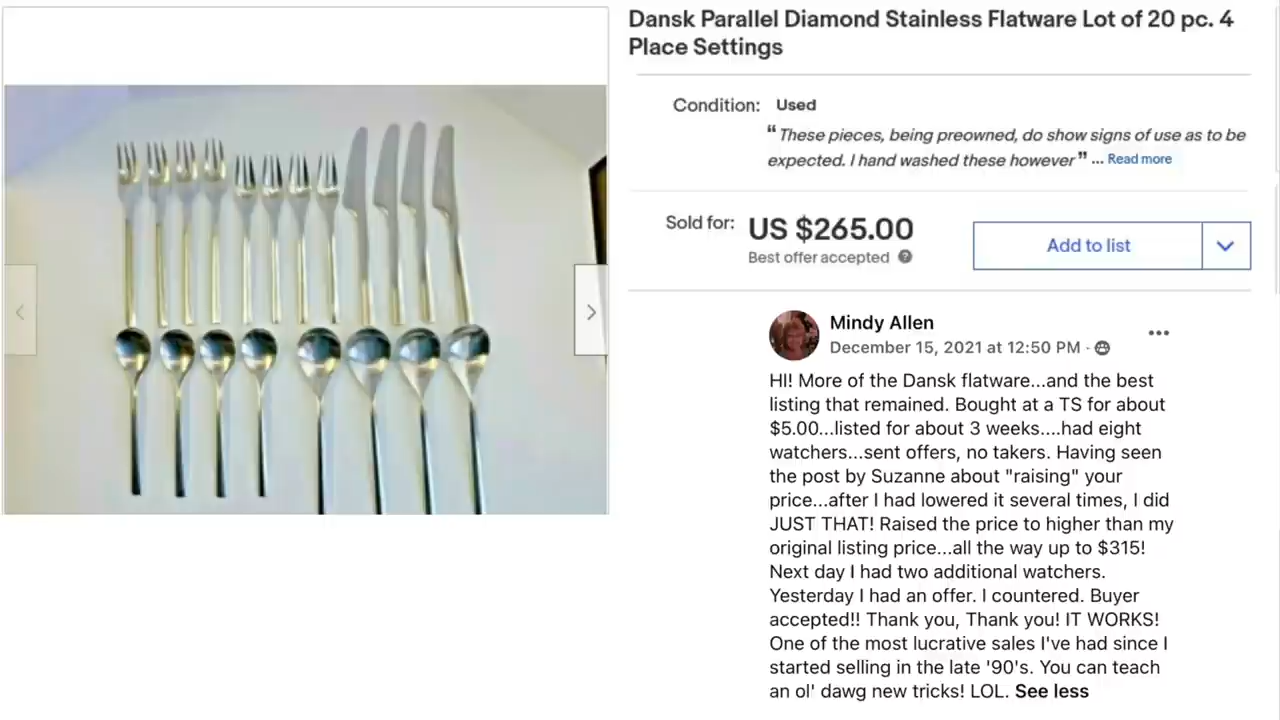 Dansk Parallel Diamond Stainless Flatware Lot of 20 pc. 4
Place Settings
Condition: Used
“ These pieces, being preowned, do show signs of use as to be
expected. I hand washed these however ” ... Read more
Sold for: US $265.00
Best offer accepted
Add to list
Mindy Allen
December 15, 2021 at 12:50 PM ·
HI! More of the Dansk flatware...and the best
listing that remained. Bought at a TS for about
$5.00...listed for about 3 weeks....had eight
watchers...sent offers, no takers. Having seen
the post by Suzanne about "raising" your
price...after I had lowered it several times, I did
JUST THAT! Raised the price to higher than my
original listing price...all the way up to $315!
Next day I had two additional watchers.
Yesterday I had an offer. I countered. Buyer
accepted!! Thank you, Thank you! IT WORKS!
One of the most lucrative sales I've had since I
started selling in the late '90's. You can teach
an ol' dawg new tricks! LOL. See less